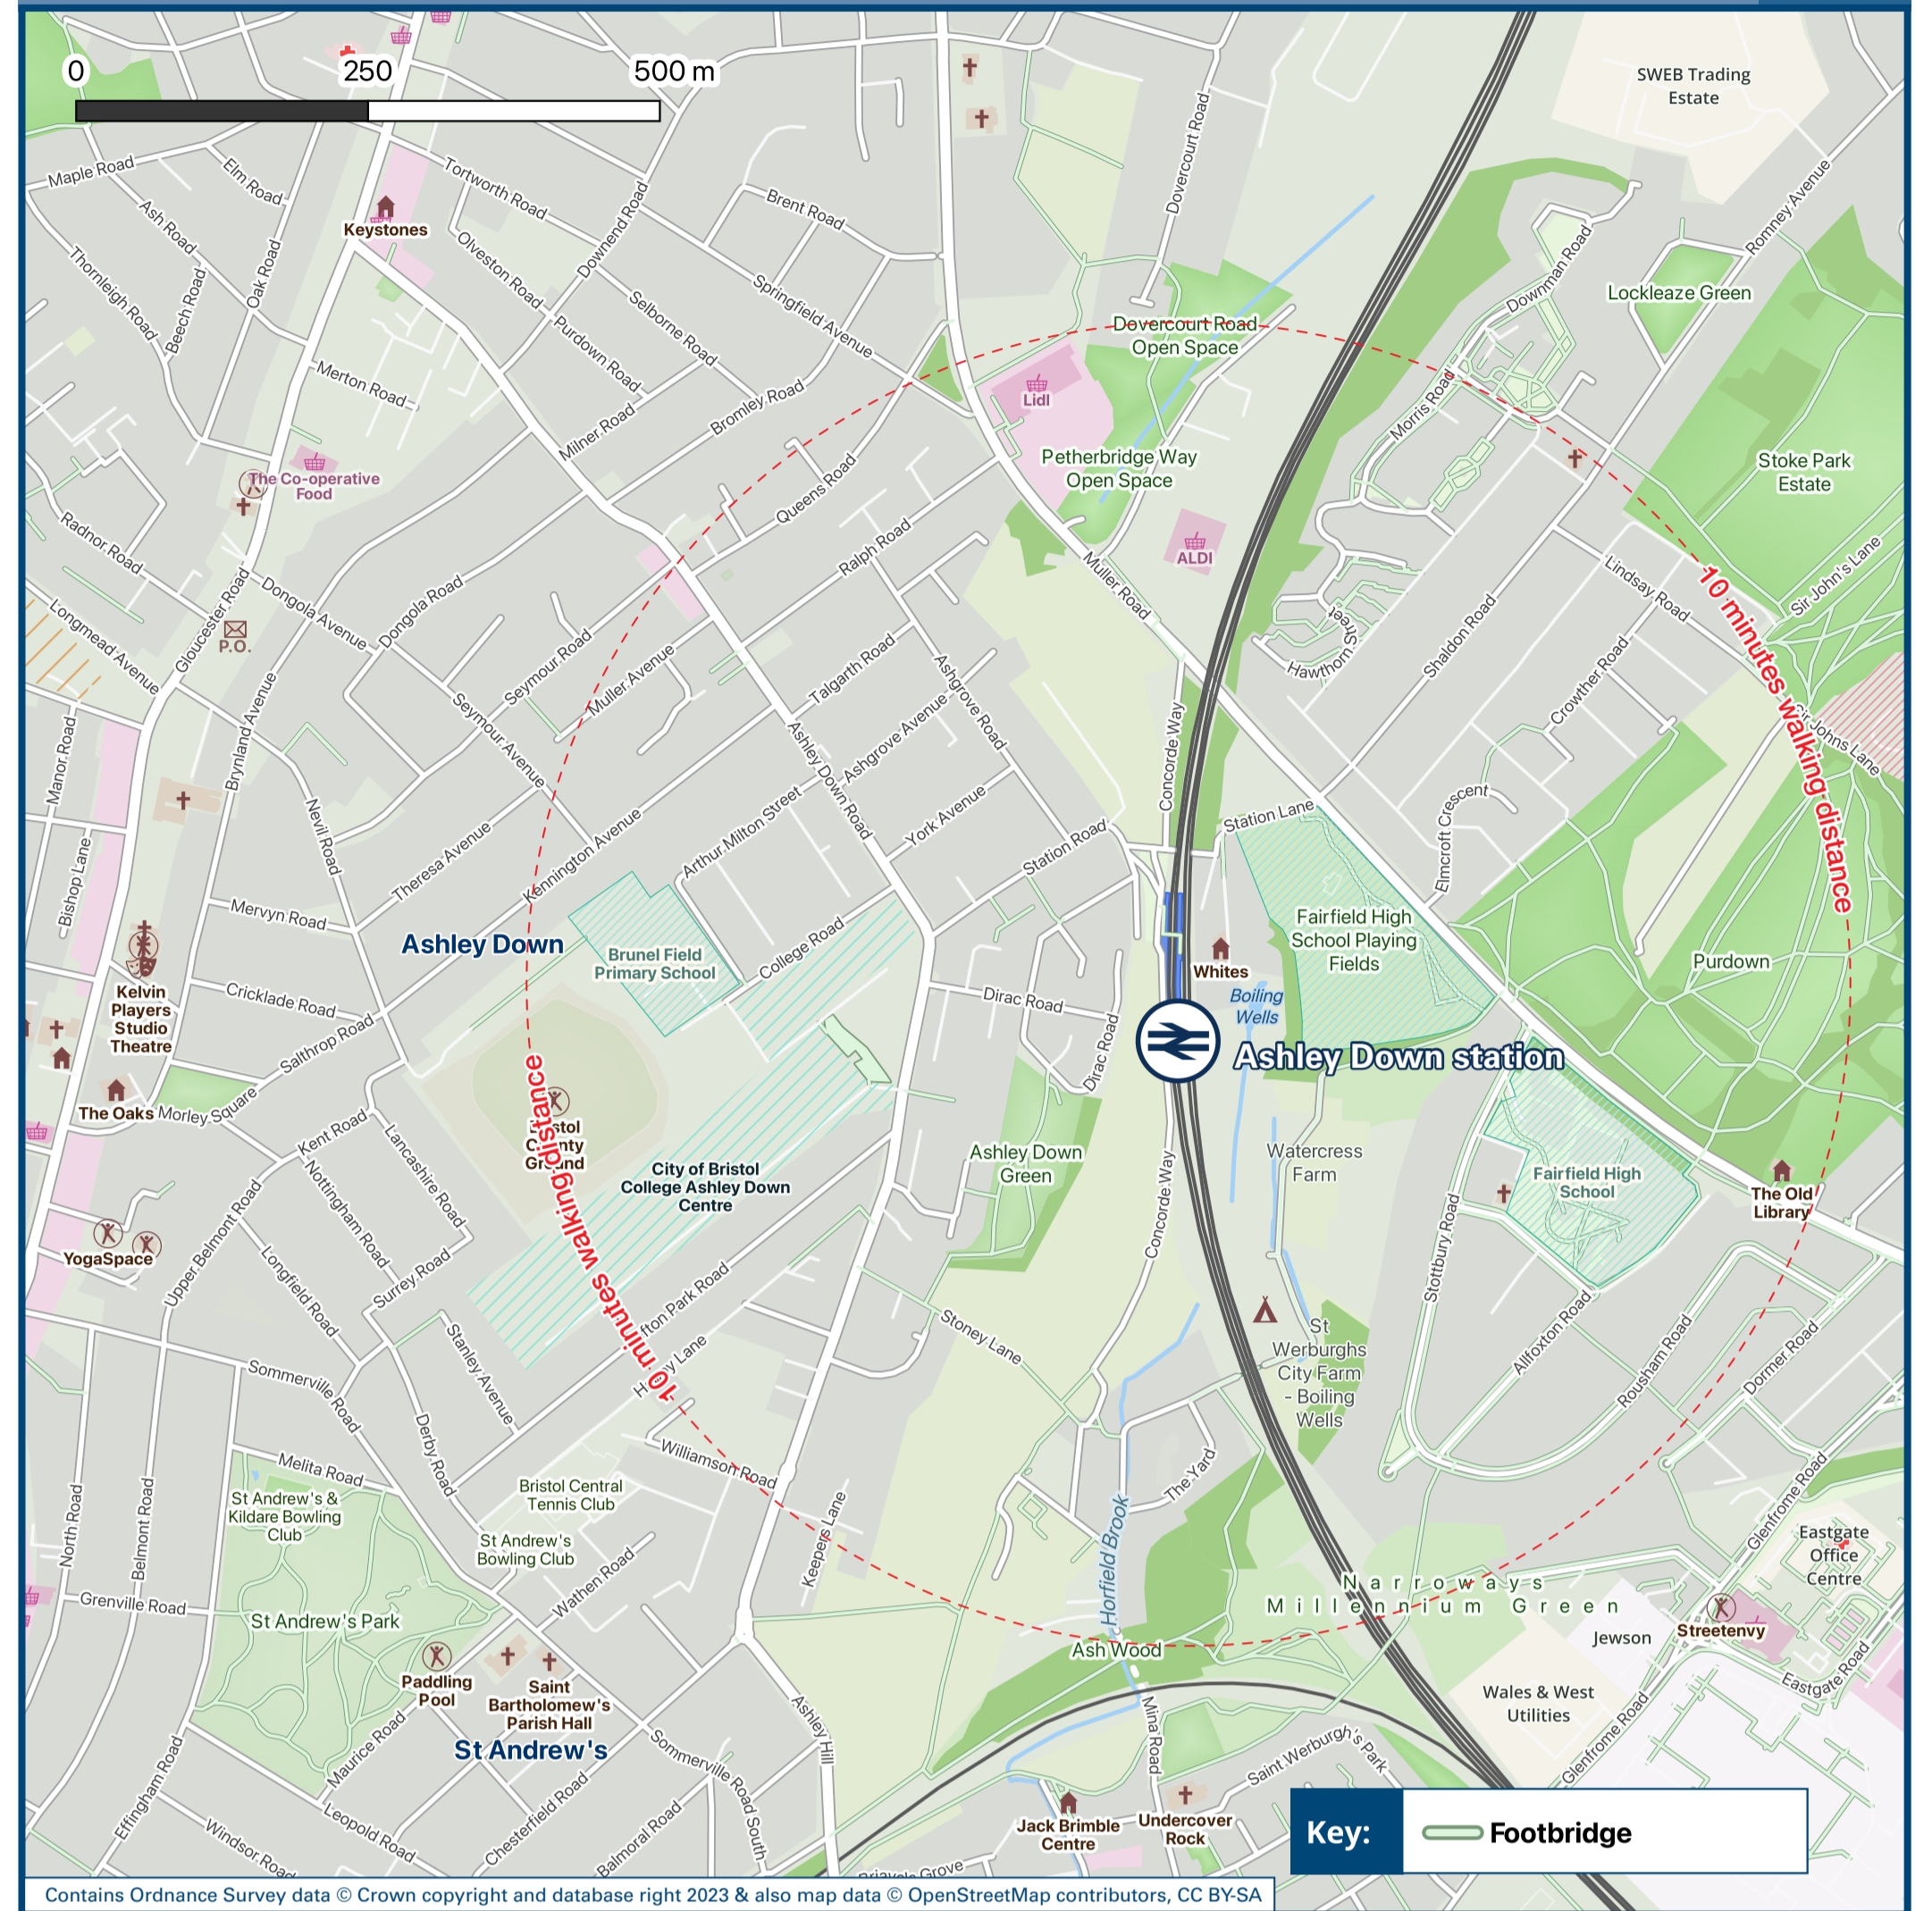 0
250
500 m
SWEB Trading
Estate
Maple Road
Elm Road
Ash Road
Thornleigh Road
Beech Road
Oak Road
Keystones
Tortworth Road
Olveston Road
Downend Road
Brent Road
Springfield Avenue
Selborne Road
Purdown Road
Dovercourt Road
Romney Avenue
Downman Road
Lockleaze Green
Dovercourt Road
Open Space
Merton Road
Milner Road
Bromley Road
Lidl
Morris Road
Petherbridge Way
Open Space
Stoke Park
Estate
The Co-operative
Food
Queens Road
Ralph Road
ALDI
Muller Road
Radnor Road
Longmead Avenue
Gloucester Road
P.O.
Dongola Avenue
Dongola Road
Seymour Road
Muller Avenue
Talgarth Road
Ashgrove Road
Ashgrove Avenue
Hawthorn Street
Shaldon Road
Lindsay Road
Crowther Road
Sir John's Lane
Sir Johns Lane
10 minutes walking distance
Manor Road
Brynland Avenue
Seymour Avenue
Ashley Down Road
Concorde Way
Bishop Lane
Nevil Road
Theresa Avenue
Kennington Avenue
Arthur Milton Street
York Avenue
Station Road
Station Lane
Elmcroft Crescent
Mervyn Road
Ashley Down
Brunel Field
Primary School
College Road
Whites
Fairfield High
School Playing
Fields
Purdown
Kelvin
Players
Studio
Theatre
Cricklade Road
Salthrop Road
Dirac Road
Dirac Road
Boiling
Wells
Ashley Down station
The Oaks
Morley Square
Kent Road
Lancashire Road
Nottingham Road
Bristol
County
Ground
10 minutes walking distance
City of Bristol
College Ashley Down
Centre
Ashley Down
Green
Concorde Way
Watercress
Farm
Fairfield High
School
The Old
Library
YogaSpace
Upper Belmont Road
Longfield Road
Surrey Road
Stanley Avenue
Stoney Lane
St
Werburghs
City Farm
- Boiling
Wells
Stottbury Road
Allfoxton Road
Rousham Road
Dormer Road
Sommerville Road
Derby Road
Melita Road
Williamson Road
Bristol Central
Tennis Club
Keepers Lane
The Yard
Horfield Brook
Glenfrome Road
Eastgate
Office
Centre
North Road
Belmont Road
St Andrew's &
Kildare Bowling
Club
St Andrew's
Bowling Club
Wathen Road
Grenville Road
St Andrew's Park
Narroways
Millennium Green
Jewson
Streetenvy
Eastgate Road
Ash Wood
Paddling
Pool
Saint
Bartholomew's
Parish Hall
St Andrew's
Maurice Road
Sommerville Road South
Ashley Hill
Mina Road
Saint Werburgh's Park
Wales & West
Utilities
Glenfrome Road
Effingham Road
Windsor Road
Leopold Road
Chesterfield Road
Balmoral Road
Jack Brimble
Centre
Undercover
Rock
Key:
Footbridge
Contains Ordnance Survey data © Crown copyright and database right 2023 & also map data © OpenStreetMap contributors, CC BY-SA